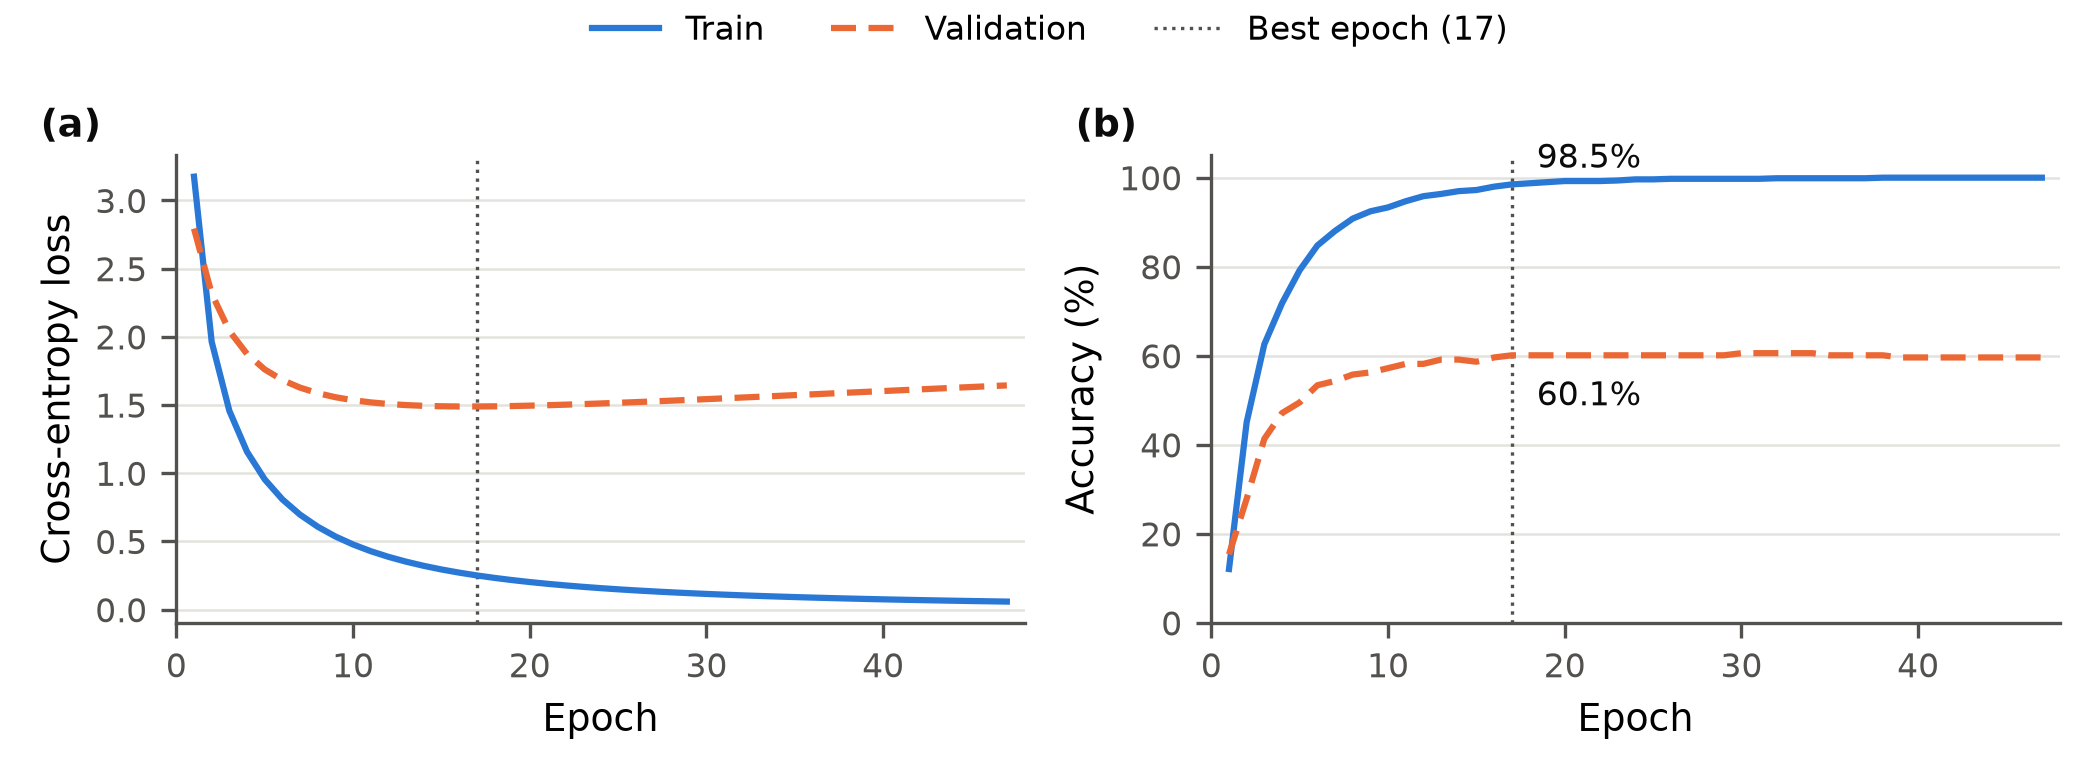 Train Validation Best epoch (17)
(a)
Cross-entropy loss
3.0
2.5
2.0
1.5
1.0
0.5
0.0
0 10 20 30 40
Epoch
(b)
Accuracy (%)
98.5%
100
80
60
60.1%
40
20
0
0 10 20 30 40
Epoch